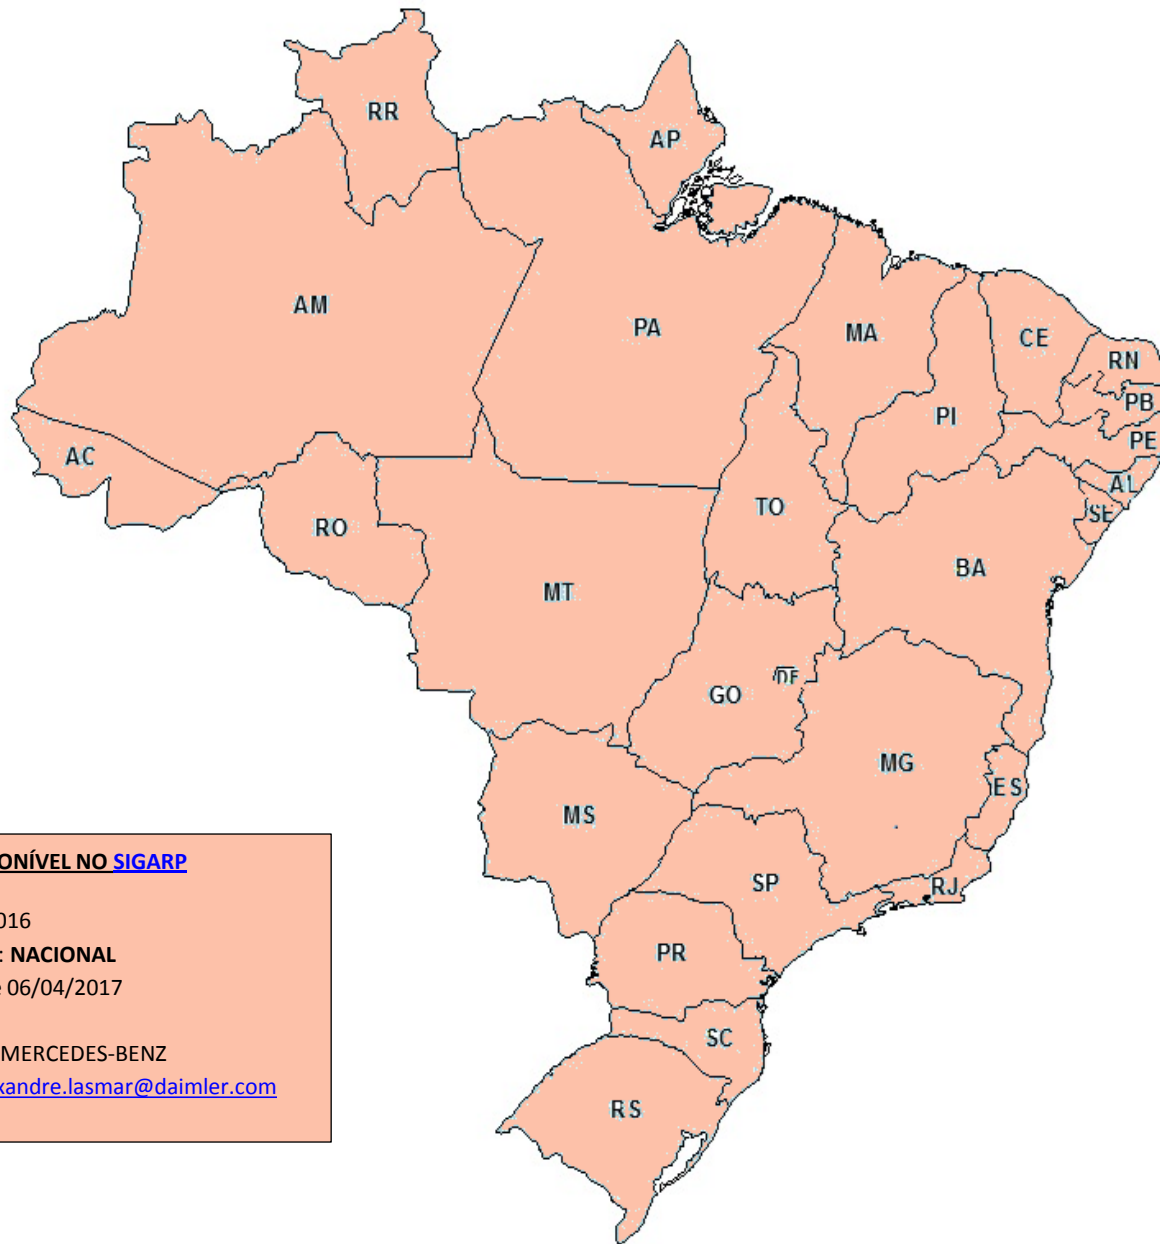 RR
AP
AM
PA
MA
CE
RN
PB
PI
PE
AC
AL
SE
TO
RO
BA
MT
DF
GO
MG
ES
MS
SP
RJ
PR
SC
RS
ONÍVEL NO SIGARP
016
: NACIONAL
e 06/04/2017
MERCEDES-BENZ
xandre.lasmar@daimler.com